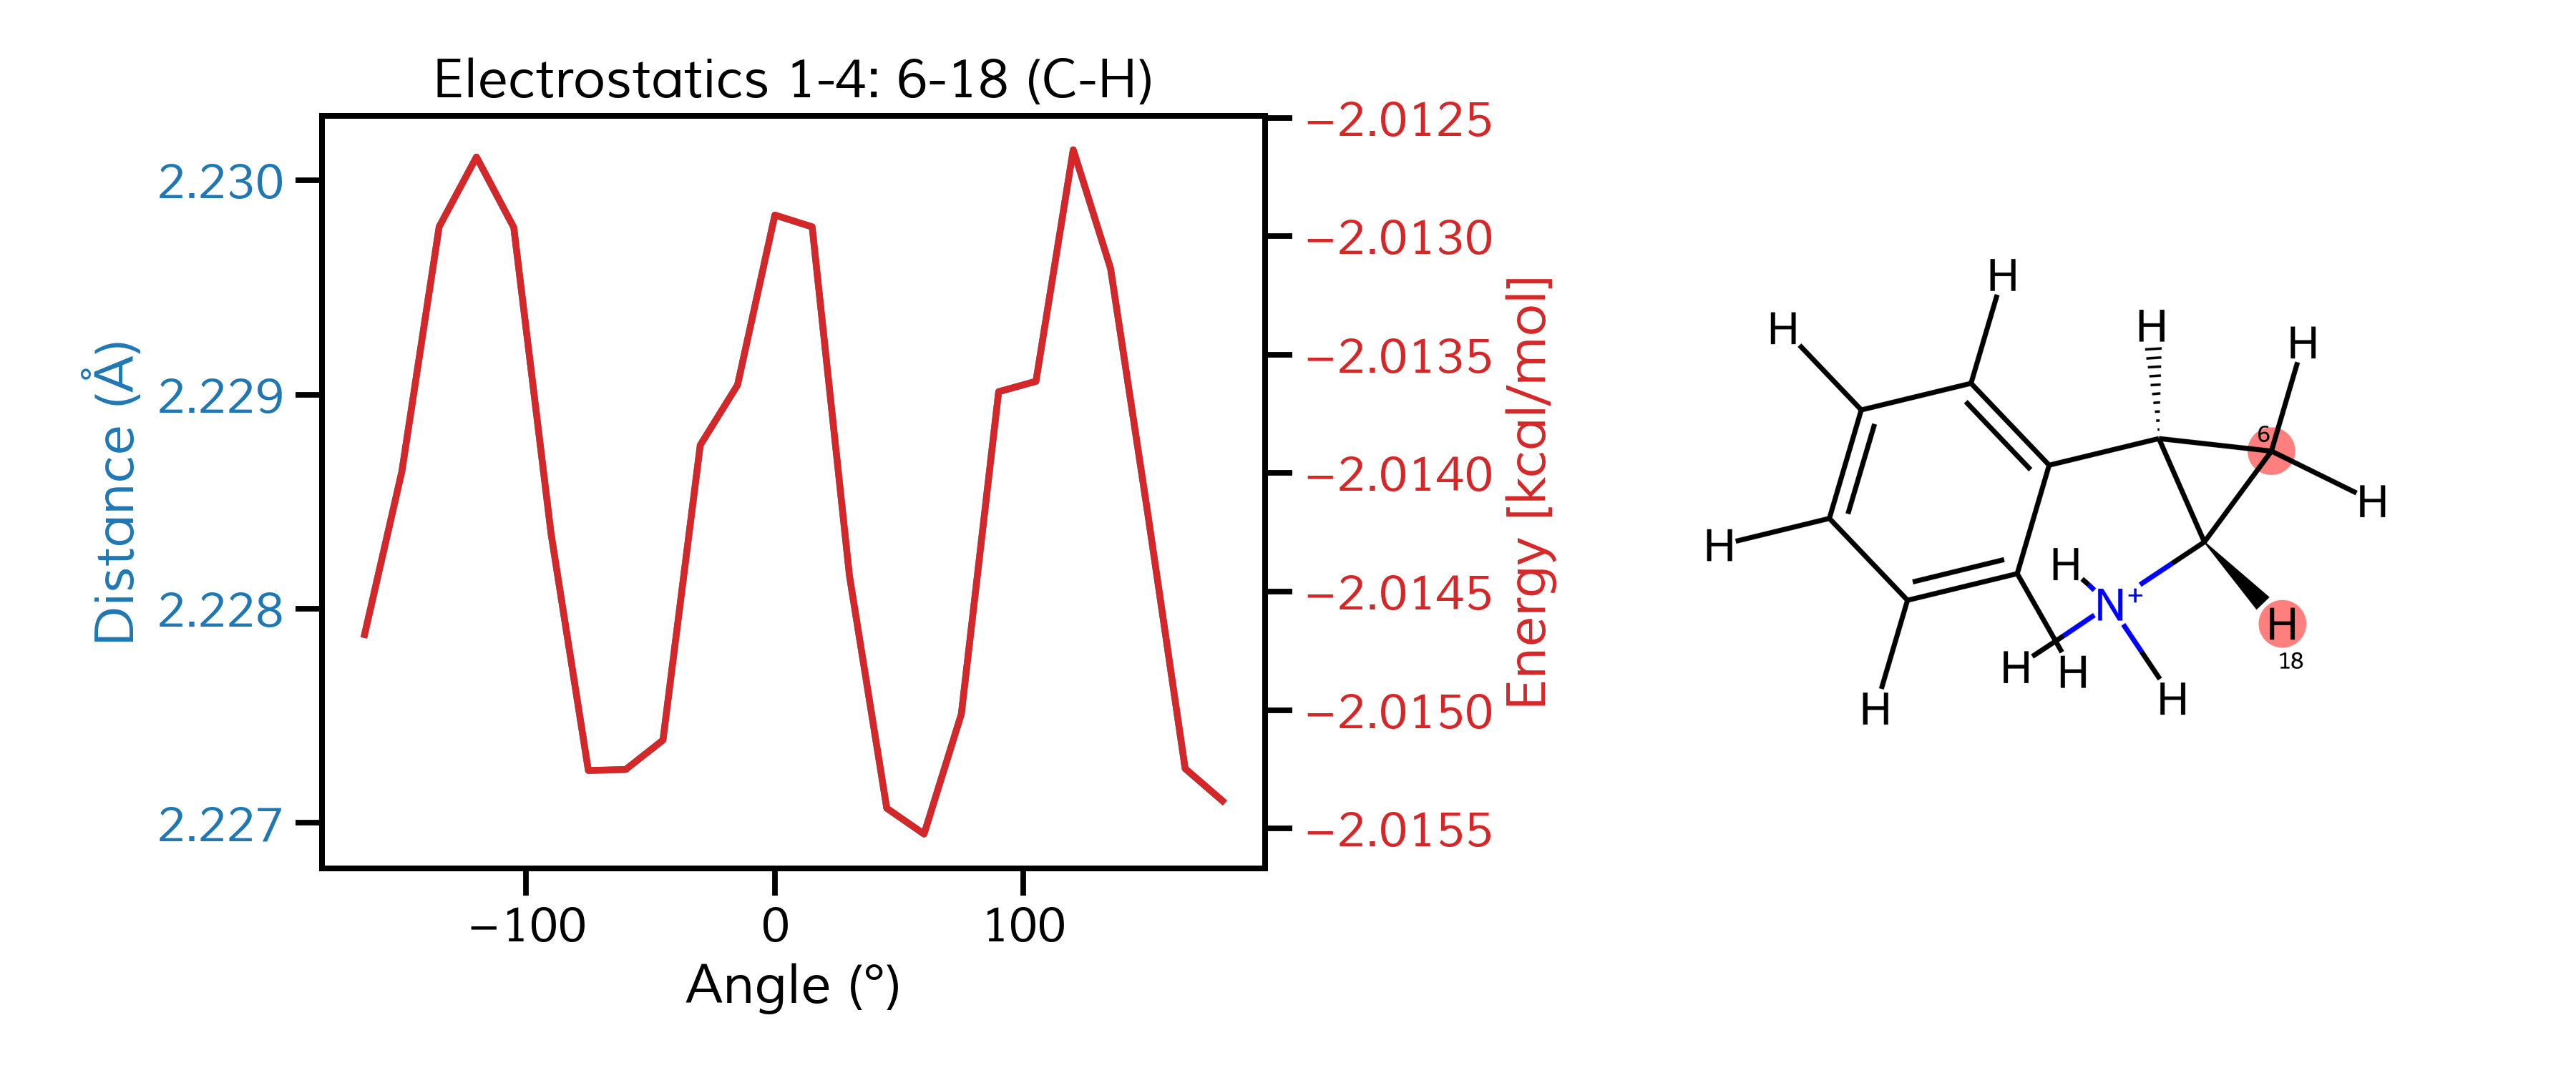 Electrostatics 1-4: 6-18 (C-H)
Distance (Å)
2.230
2.229
2.228
2.227
−2.0125
−2.0130
−2.0135
−2.0140
−2.0145
−2.0150
−2.0155
Energy [kcal/mol]
−100 0 100
Angle (°)
H
H H H
6
H
H H
N+
H
18
H H
H H